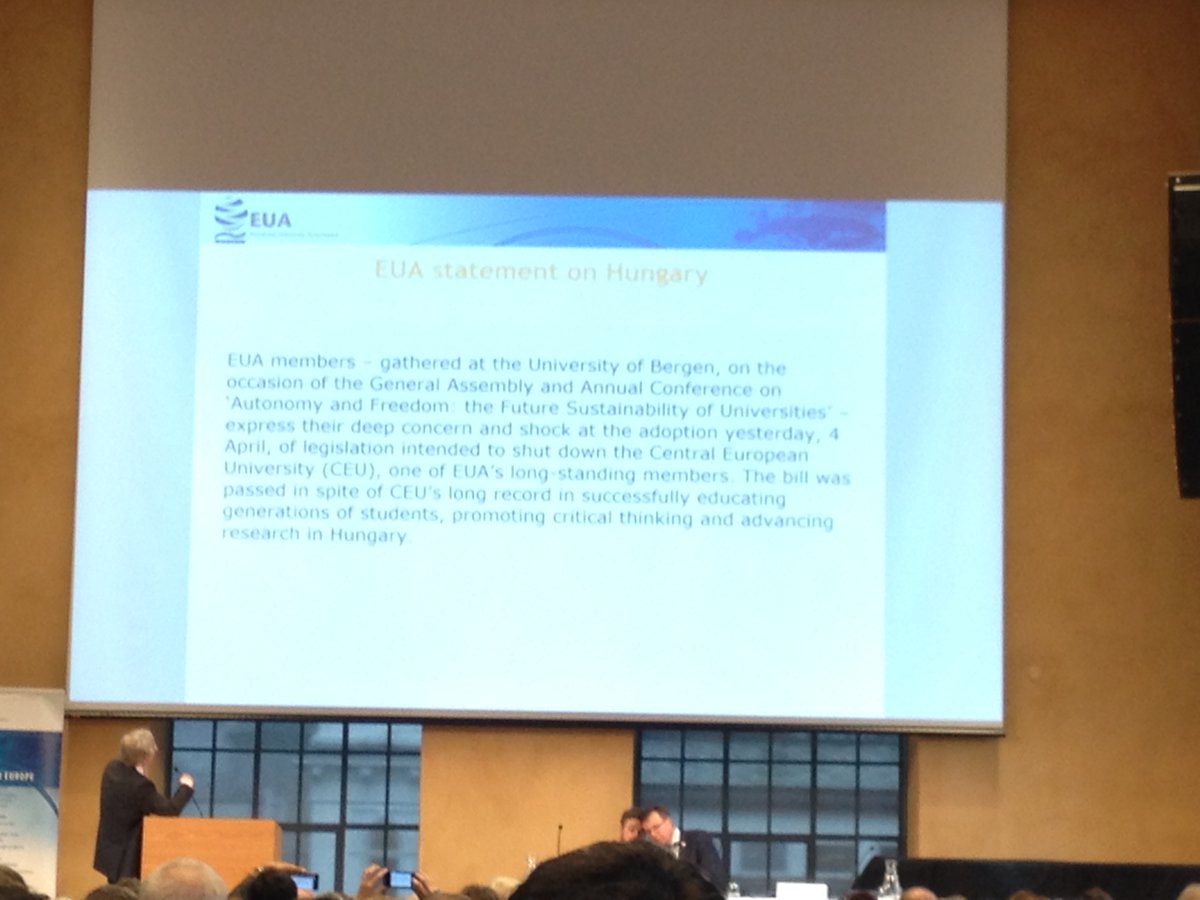 EUA
EUA statement on Hungary
EUA members – gathered at the University of Bergen, on the
occasion of the General Assembly and Annual Conference on
‘Autonomy and Freedom: the Future Sustainability of Universities’ –
express their deep concern and shock at the adoption yesterday, 4
April, of legislation intended to shut down the Central European
University (CEU), one of EUA’s long-standing members. The bill was
passed in spite of CEU’s long record in successfully educating
generations of students, promoting critical thinking and advancing
research in Hungary.
EUROPE